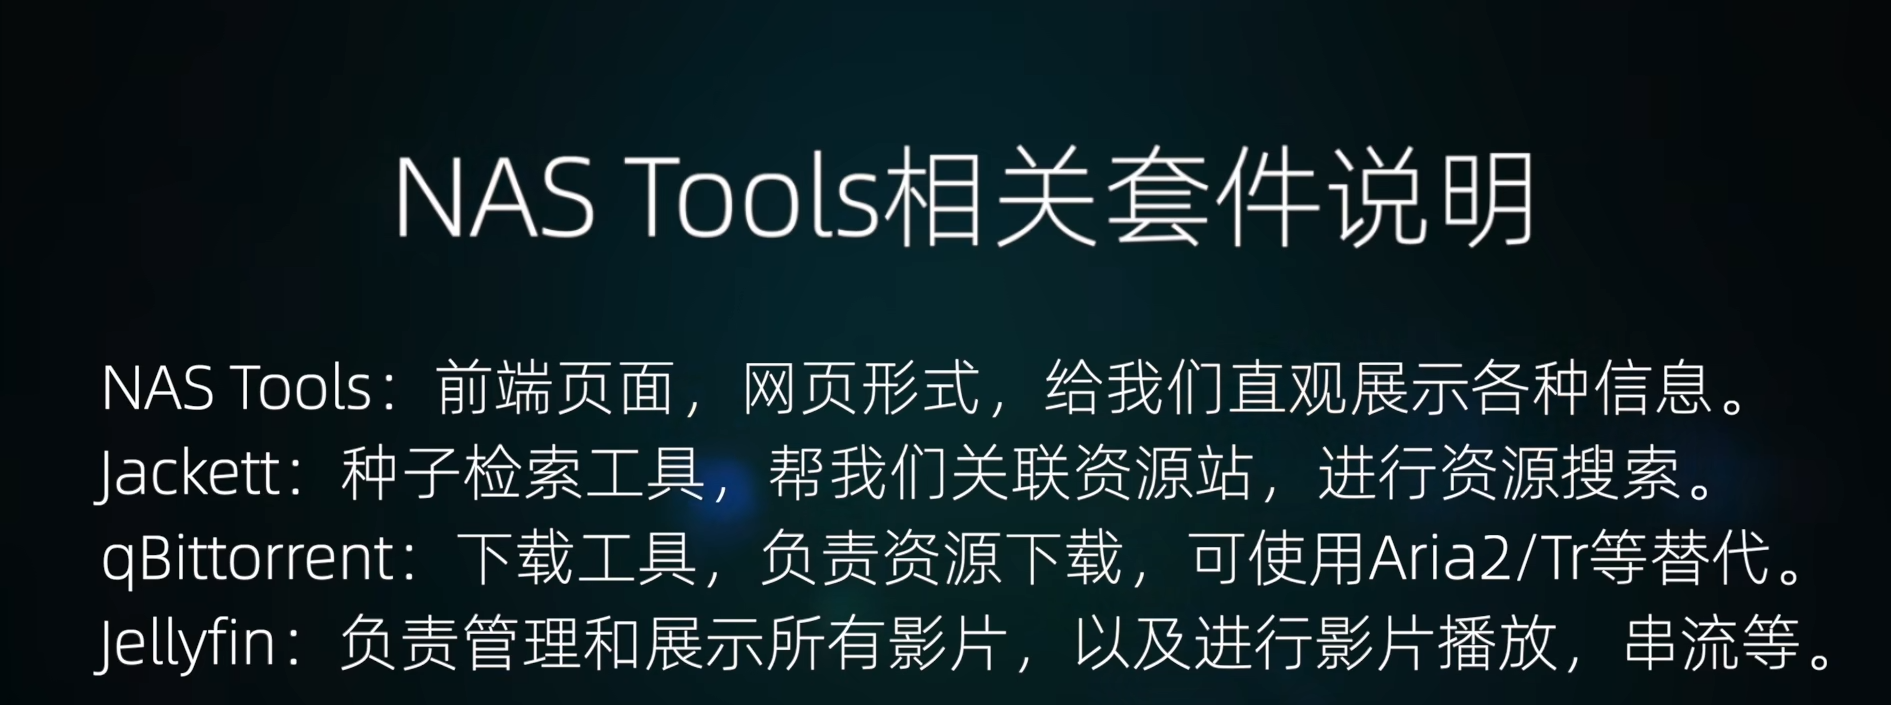 NAS Tools相关套件说明
NAS Tools：前端页面，网页形式，给我们直观展示各种信息。
Jackett：种子检索工具，帮我们关联资源站，进行资源搜索。
qBittorrent：下载工具，负责资源下载，可使用Aria2/Tr等替代。
Jellyfin：负责管理和展示所有影片，以及进行影片播放，串流等。